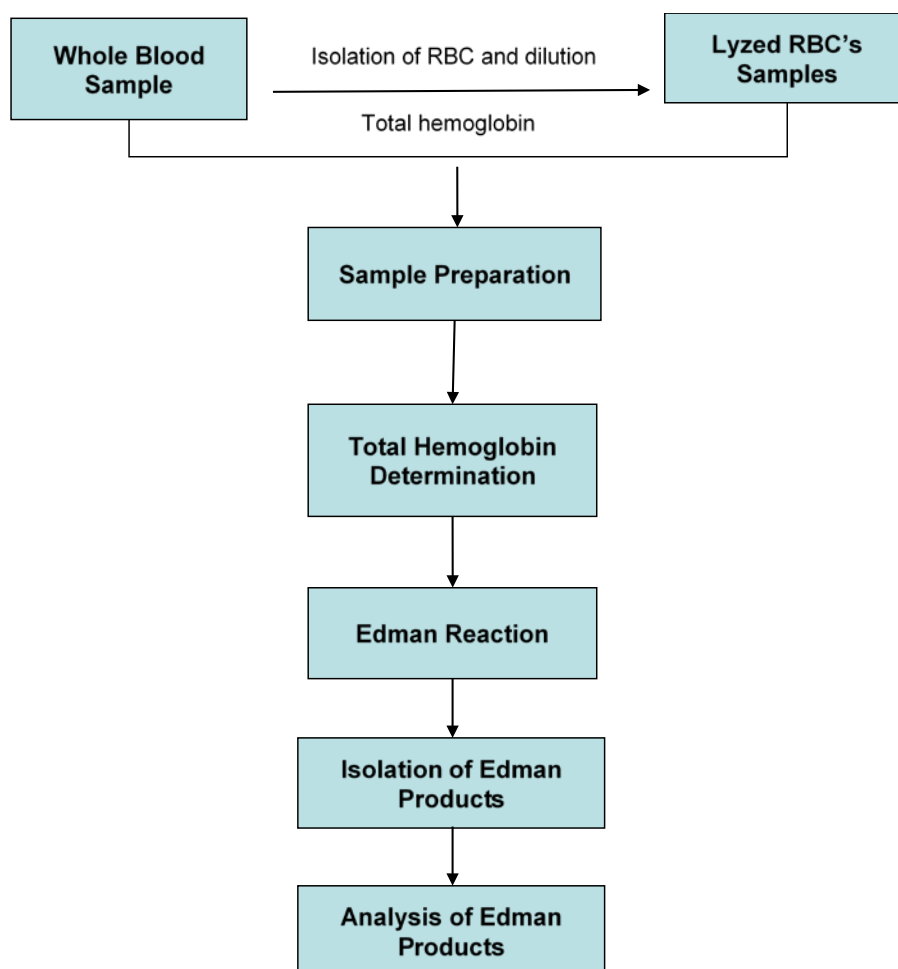 Whole Blood
Sample
Isolation of RBC and dilution
Lyzed RBC's
Samples
Total hemoglobin
Sample Preparation
Total Hemoglobin
Determination
Edman Reaction
Isolation of Edman
Products
Analysis of Edman
Products